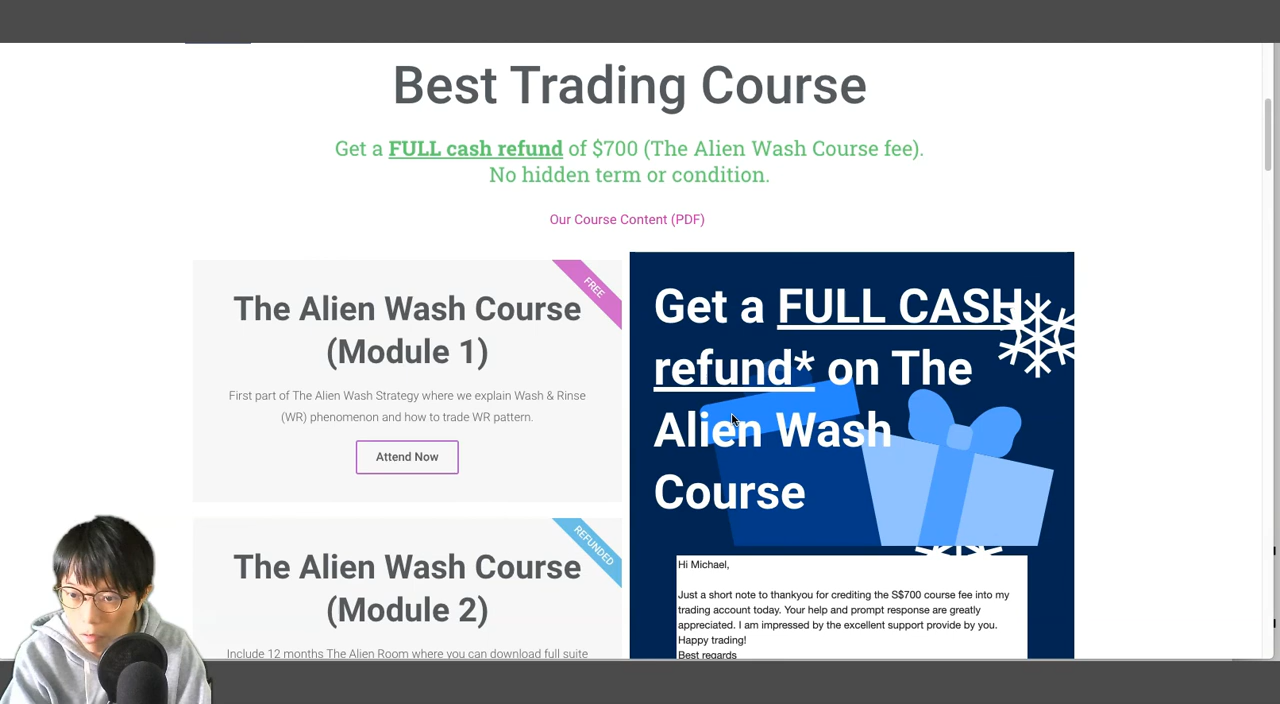 Best Trading Course
Get a FULL cash refund of $700 (The Alien Wash Course fee).
No hidden term or condition.
Our Course Content (PDF)
FREE
The Alien Wash Course
(Module 1)
First part of The Alien Wash Strategy where we explain Wash & Rinse
(WR) phenomenon and how to trade WR pattern.
Attend Now
REFUNDED
The Alien Wash Course
(Module 2)
Include 12 months The Alien Room where you can download full suite
Get a FULL CASH
refund* on The
Alien Wash
Course
Hi Michael,
Just a short note to thankyou for crediting the S$700 course fee into my
trading account today. Your help and prompt response are greatly
appreciated. I am impressed by the excellent support provide by you.
Happy trading!
Best regards